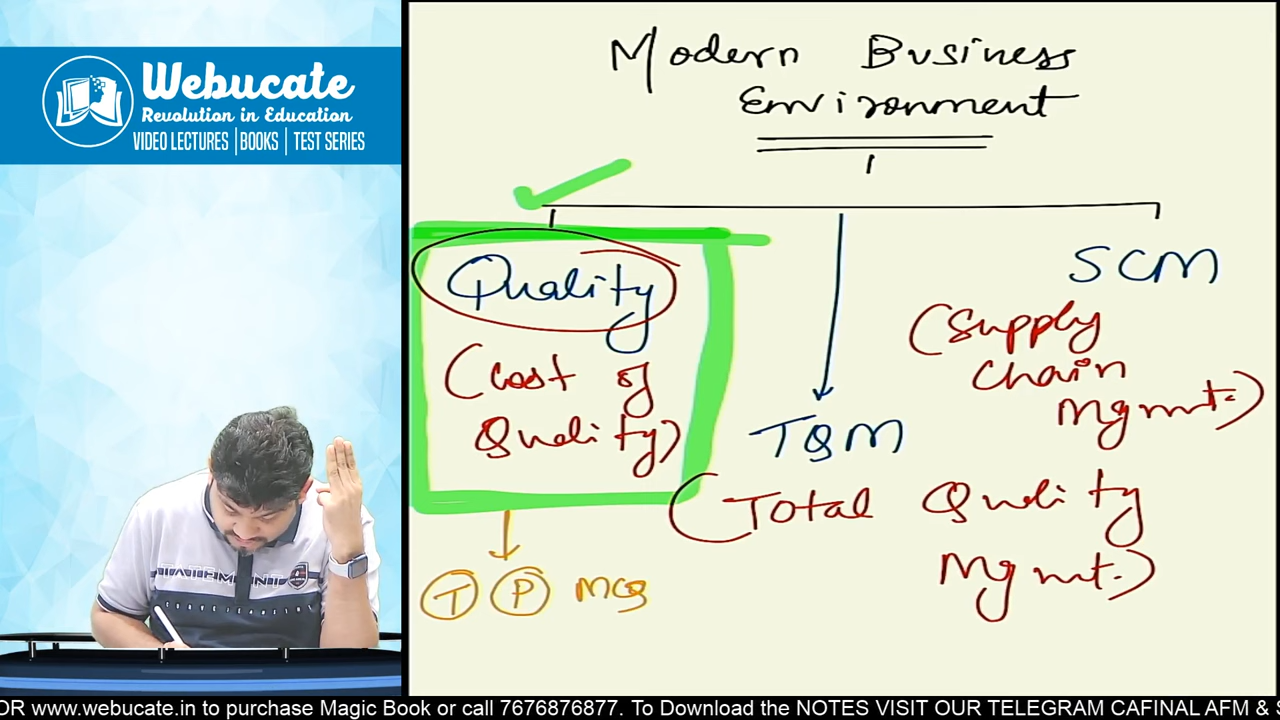 Webucate
Revolution in Education
VIDEO LECTURES | BOOKS | TEST SERIES
Modern Business
Environment
Quality
(Cost of
Quality)
T P MCQ
TQM
(Total Quality
Mgmt.)
SCM
(Supply
Chain
Mgmt.)
TATEMENT
OR www.webucate.in to purchase Magic Book or call 7676876877. To Download the NOTES VISIT OUR TELEGRAM CAFINAL AFM & S